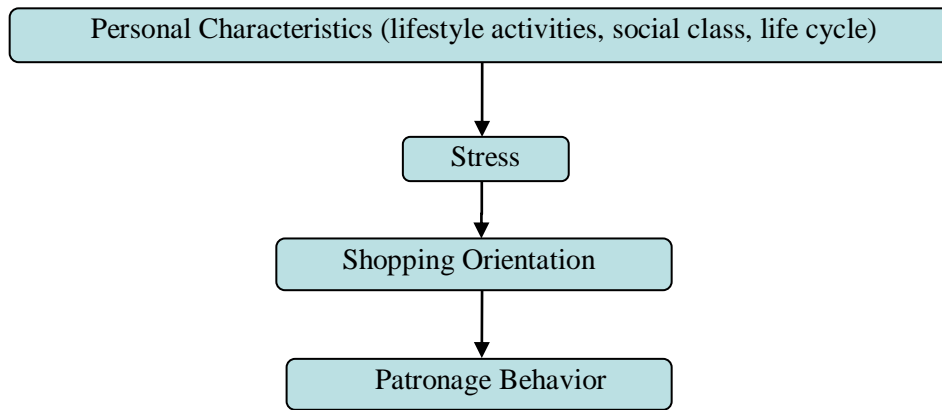 Personal Characteristics (lifestyle activities, social class, life cycle)
Stress
Shopping Orientation
Patronage Behavior